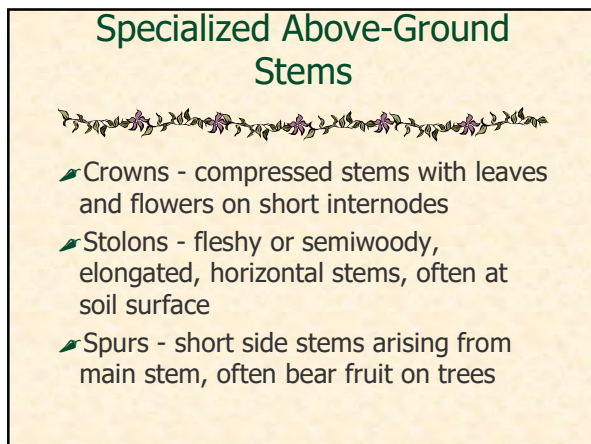 Specialized Above-Ground
Stems
Crowns - compressed stems with leaves
and flowers on short internodes
Stolons - fleshy or semiwoody,
elongated, horizontal stems, often at
soil surface
Spurs - short side stems arising from
main stem, often bear fruit on trees